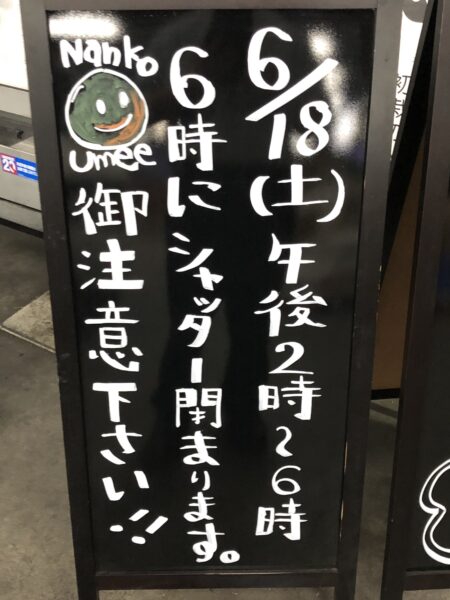 6/18(土)午後2時~6時
6時にシャッター閉まります。
御注意下さい!!
Nanko
Umee